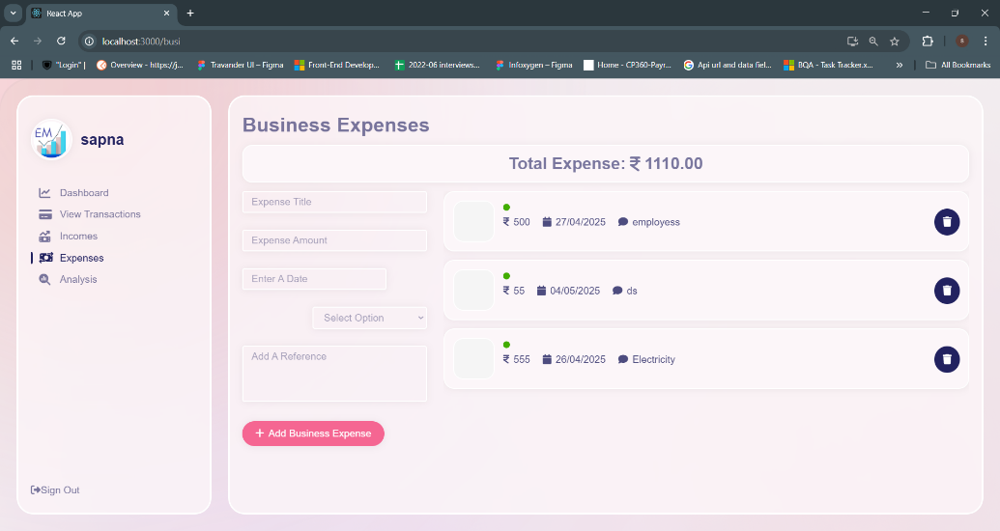 React App
localhost:3000/busi
"Login" |
Overview - https://j...
Travander UI – Figma
Front-End Develop...
2022-06 interviews...
Infoxygen – Figma
Home - CP360-Payr...
Api url and data fiel...
BQA - Task Tracker.x...
»
All Bookmarks
EM
sapna
Dashboard
View Transactions
Incomes
Expenses
Analysis
Sign Out
Business Expenses
Total Expense: ₹ 1110.00
Expense Title
Expense Amount
Enter A Date
Select Option
Add A Reference
+ Add Business Expense
₹ 500 27/04/2025 employess
₹ 55 04/05/2025 ds
₹ 555 26/04/2025 Electricity